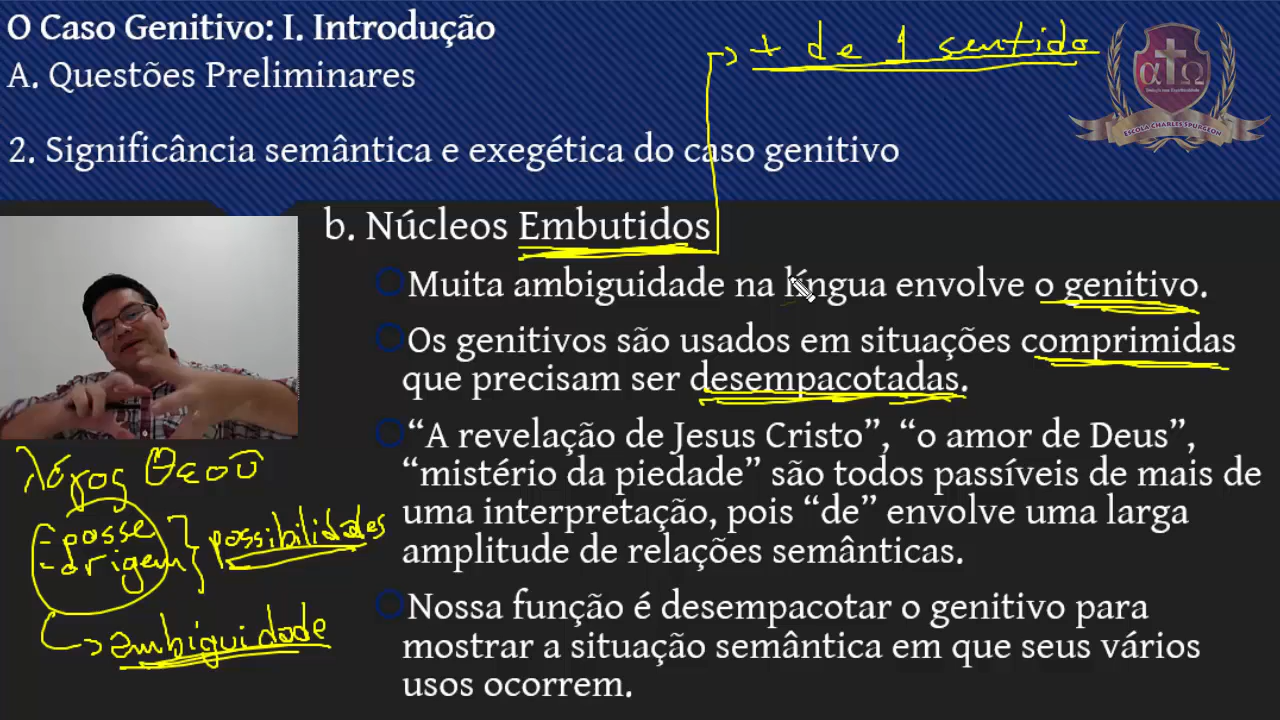 O Caso Genitivo: I. Introdução
A. Questões Preliminares
+ de 1 sentido
α Ω
ESCOLA CHARLES SPURGEON
2. Significância semântica e exegética do caso genitivo
b. Núcleos Embutidos
Muita ambiguidade na língua envolve o genitivo.
Os genitivos são usados em situações comprimidas
que precisam ser desempacotadas.
“A revelação de Jesus Cristo”, “o amor de Deus”,
“mistério da piedade” são todos passíveis de mais de
uma interpretação, pois “de” envolve uma larga
amplitude de relações semânticas.
Nossa função é desempacotar o genitivo para
mostrar a situação semântica em que seus vários
usos ocorrem.
λόγος θεοῦ
- posse
- origem
possibilidades
ambiguidade